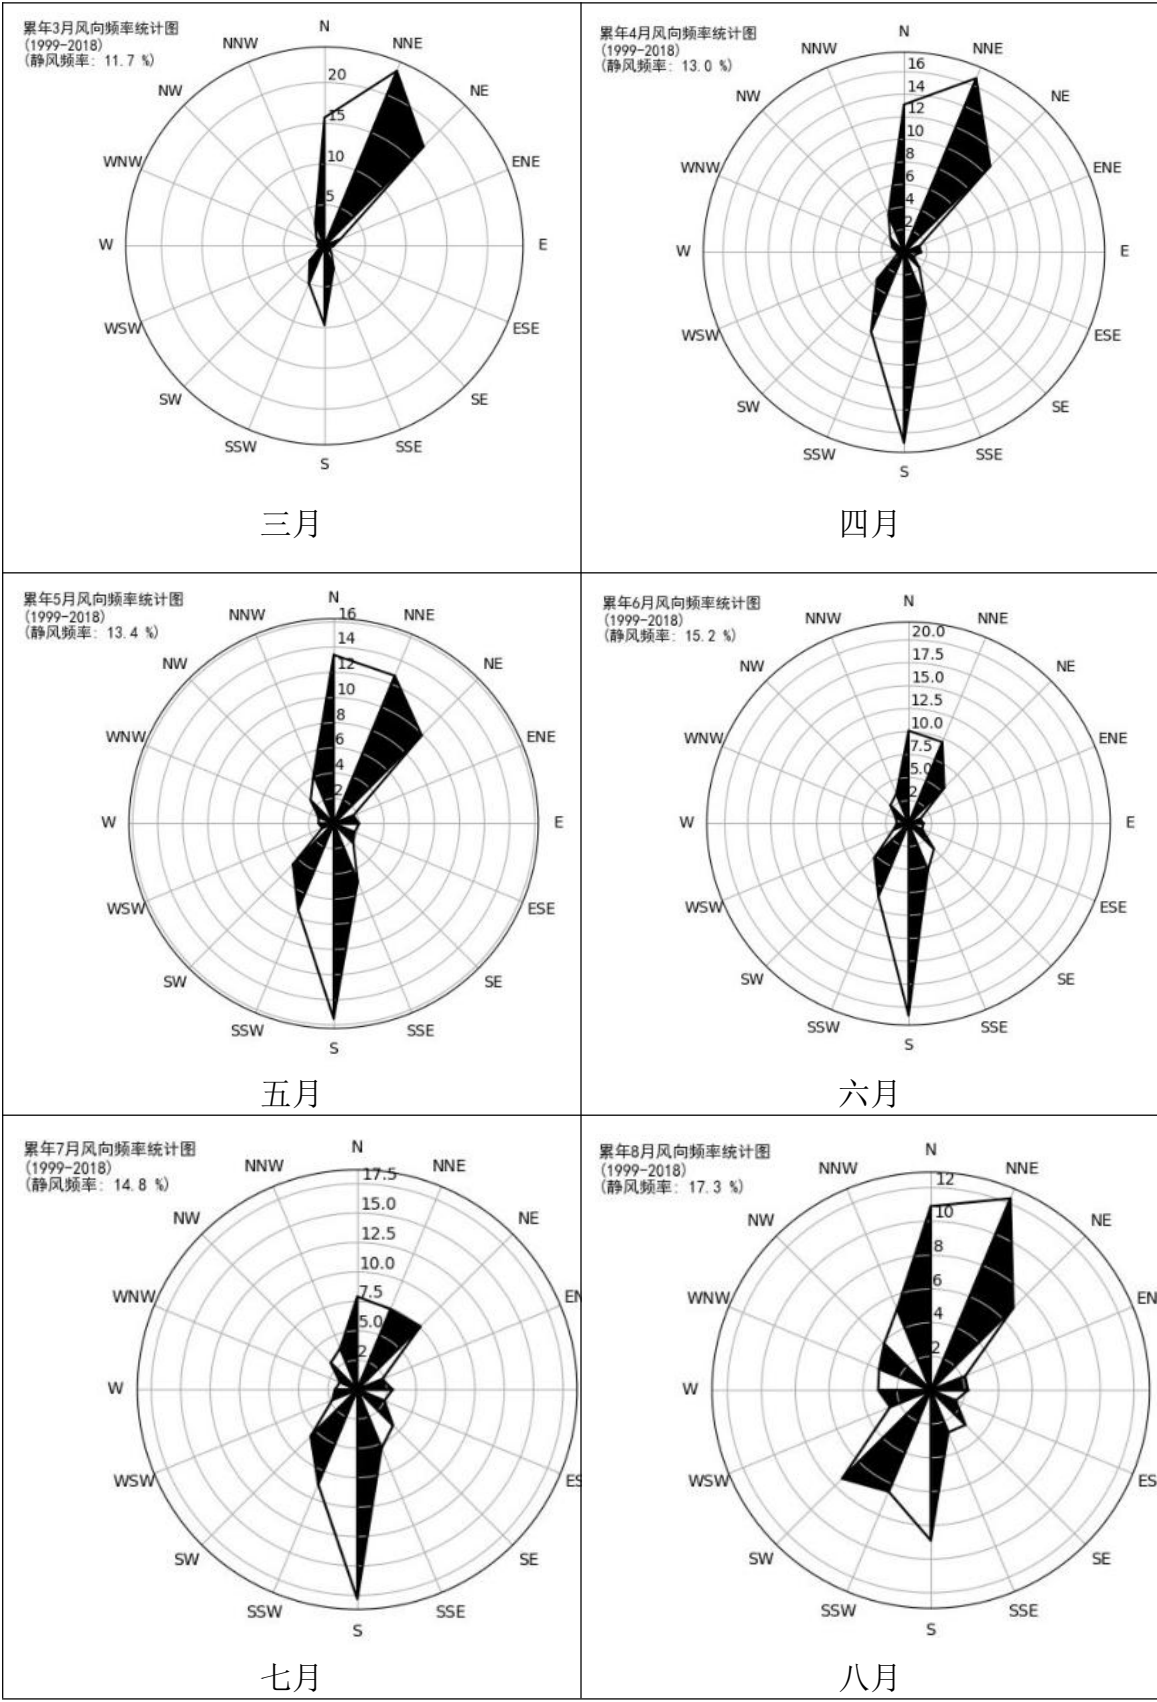 累年3月风向频率统计图
(1999-2018)
(静风频率: 11.7 %)
N
NNE
NE
ENE
E
ESE
SE
SSE
S
SSW
SW
WSW
W
WNW
NW
NNW
20
15
10
5
三月
累年4月风向频率统计图
(1999-2018)
(静风频率: 13.0 %)
N
NNE
NE
ENE
E
ESE
SE
SSE
S
SSW
SW
WSW
W
WNW
NW
NNW
16
14
12
10
8
6
4
2
四月
累年5月风向频率统计图
(1999-2018)
(静风频率: 13.4 %)
N
NNE
NE
ENE
E
ESE
SE
SSE
S
SSW
SW
WSW
W
WNW
NW
NNW
16
14
12
10
8
6
4
2
五月
累年6月风向频率统计图
(1999-2018)
(静风频率: 15.2 %)
N
NNE
NE
ENE
E
ESE
SE
SSE
S
SSW
SW
WSW
W
WNW
NW
NNW
20.0
17.5
15.0
12.5
10.0
7.5
5.0
2
六月
累年7月风向频率统计图
(1999-2018)
(静风频率: 14.8 %)
N
NNE
NE
EN
ES
SE
SSE
S
SSW
SW
WSW
W
WNW
NW
NNW
17.5
15.0
12.5
10.0
7.5
5.0
2
七月
累年8月风向频率统计图
(1999-2018)
(静风频率: 17.3 %)
N
NNE
NE
EN
ES
SE
SSE
S
SSW
SW
WSW
W
WNW
NW
NNW
12
10
8
6
4
2
八月